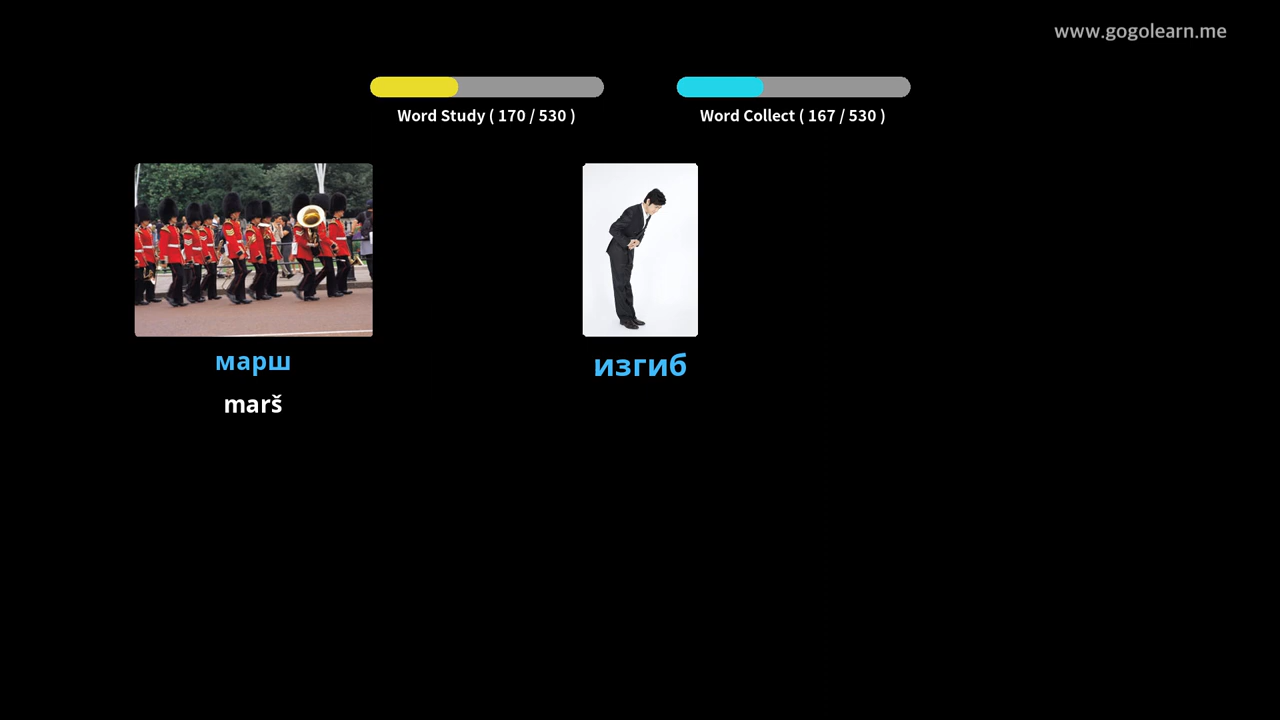 www.gogolearn.me
Word Study ( 170 / 530 )
Word Collect ( 167 / 530 )
марш
marš
изгиб